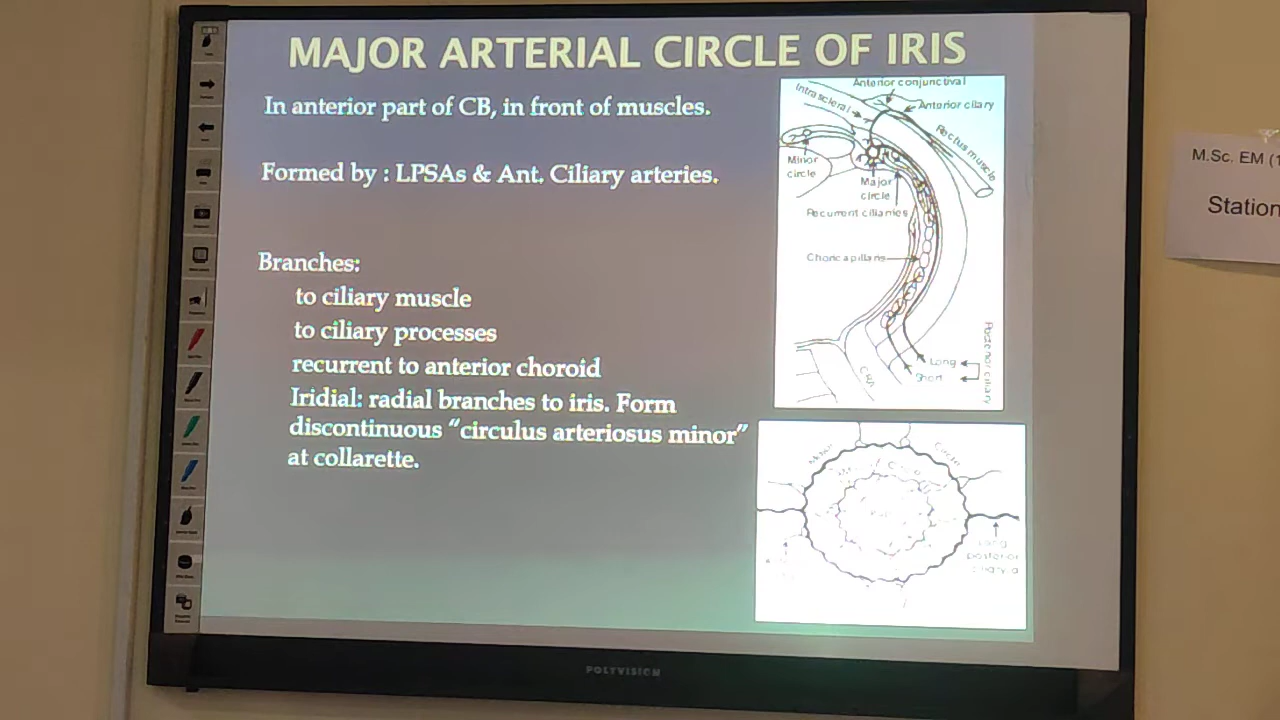 MAJOR ARTERIAL CIRCLE OF IRIS
In anterior part of CB, in front of muscles.
Formed by : LPSAs & Ant. Ciliary arteries.
Branches:
to ciliary muscle
to ciliary processes
recurrent to anterior choroid
Iridial: radial branches to iris. Form
discontinuous “circulus arteriosus minor”
at collarette.
Anterior conjunctival
Intrascleral
Anterior ciliary
Rectus muscle
Minor
circle
Major
circle
Recurrent ciliaries
Long
Short
Posterior ciliary
Circle
posterior
POLYVISION
M.Sc. EM (1
Station